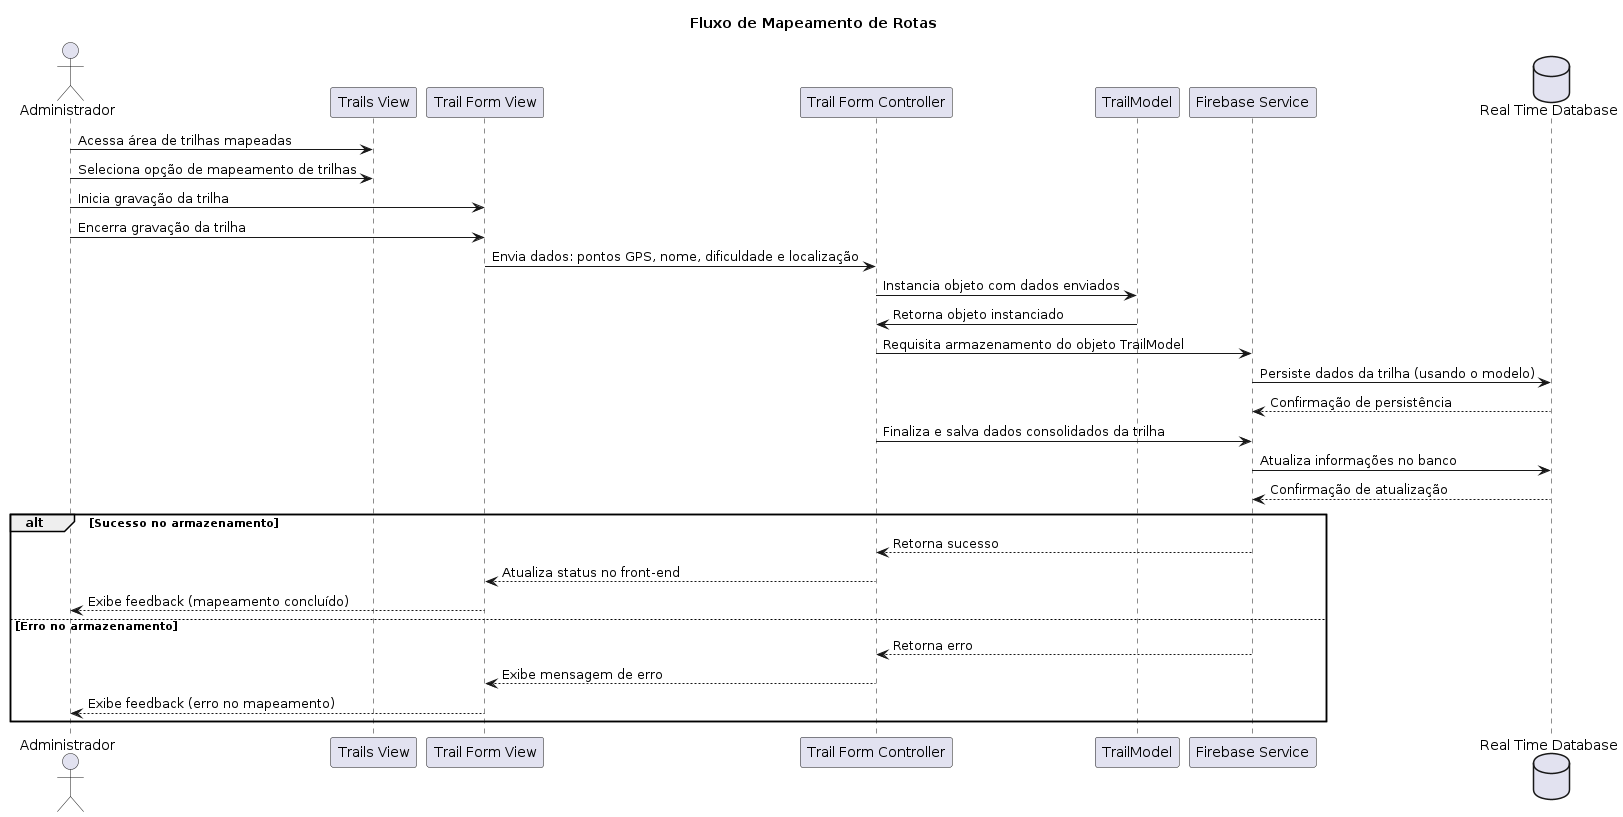 Fluxo de Mapeamento de Rotas
Administrador
Trails View
Trail Form View
Trail Form Controller
TrailModel
Firebase Service
Real Time Database
Acessa área de trilhas mapeadas
Seleciona opção de mapeamento de trilhas
Inicia gravação da trilha
Encerra gravação da trilha
Envia dados: pontos GPS, nome, dificuldade e localização
Instancia objeto com dados enviados
Retorna objeto instanciado
Requisita armazenamento do objeto TrailModel
Persiste dados da trilha (usando o modelo)
Confirmação de persistência
Finaliza e salva dados consolidados da trilha
Atualiza informações no banco
Confirmação de atualização
alt [Sucesso no armazenamento]
Retorna sucesso
Atualiza status no front-end
Exibe feedback (mapeamento concluído)
[Erro no armazenamento]
Retorna erro
Exibe mensagem de erro
Exibe feedback (erro no mapeamento)
Administrador
Trails View
Trail Form View
Trail Form Controller
TrailModel
Firebase Service
Real Time Database